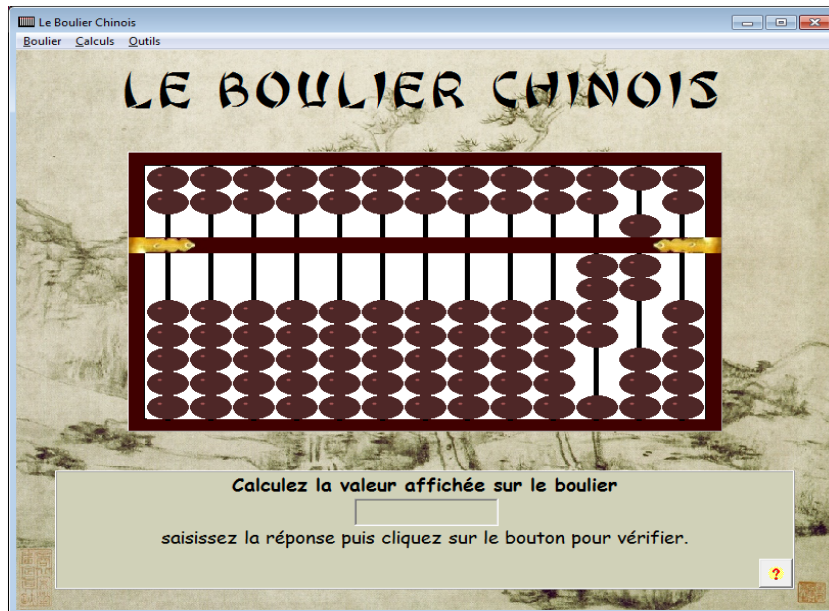 Le Boulier Chinois
Boulier Calculs Outils
LE BOULIER CHINOIS
Calculez la valeur affichée sur le boulier
saisissez la réponse puis cliquez sur le bouton pour vérifier.
?